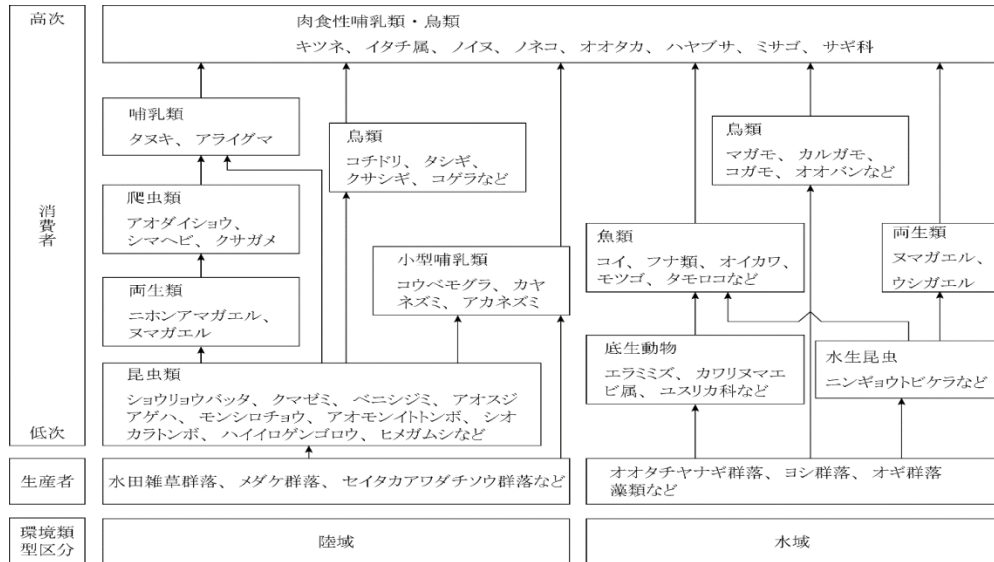 高次
肉食性哺乳類・鳥類
キツネ、イタチ属、ノイヌ、ノネコ、オオタカ、ハヤブサ、ミサゴ、サギ科
哺乳類
タヌキ、アライグマ
鳥類
コチドリ、タシギ、
クサシギ、コゲラなど
鳥類
マガモ、カルガモ、
コガモ、オオバンなど
消費者
爬虫類
アオダイショウ、
シマヘビ、クサガメ
小型哺乳類
コウベモグラ、カヤ
ネズミ、アカネズミ
魚類
コイ、フナ類、オイカワ、
モツゴ、タモロコなど
両生類
ヌマガエル、
ウシガエル
両生類
ニホンアマガエル、
ヌマガエル
底生動物
エラミミズ、カワリヌマエ
ビ属、ユスリカ科など
水生昆虫
ニンギョウトビケラなど
昆虫類
ショウリョウバッタ、クマゼミ、ベニシジミ、アオスジ
アゲハ、モンシロチョウ、アオモンイトトンボ、シオ
カラトンボ、ハイイロゲンゴロウ、ヒメガムシなど
低次
生産者
水田雑草群落、メダケ群落、セイタカアワダチソウ群落など
オオタチヤナギ群落、ヨシ群落、オギ群落
藻類など
環境類
型区分
陸域
水域